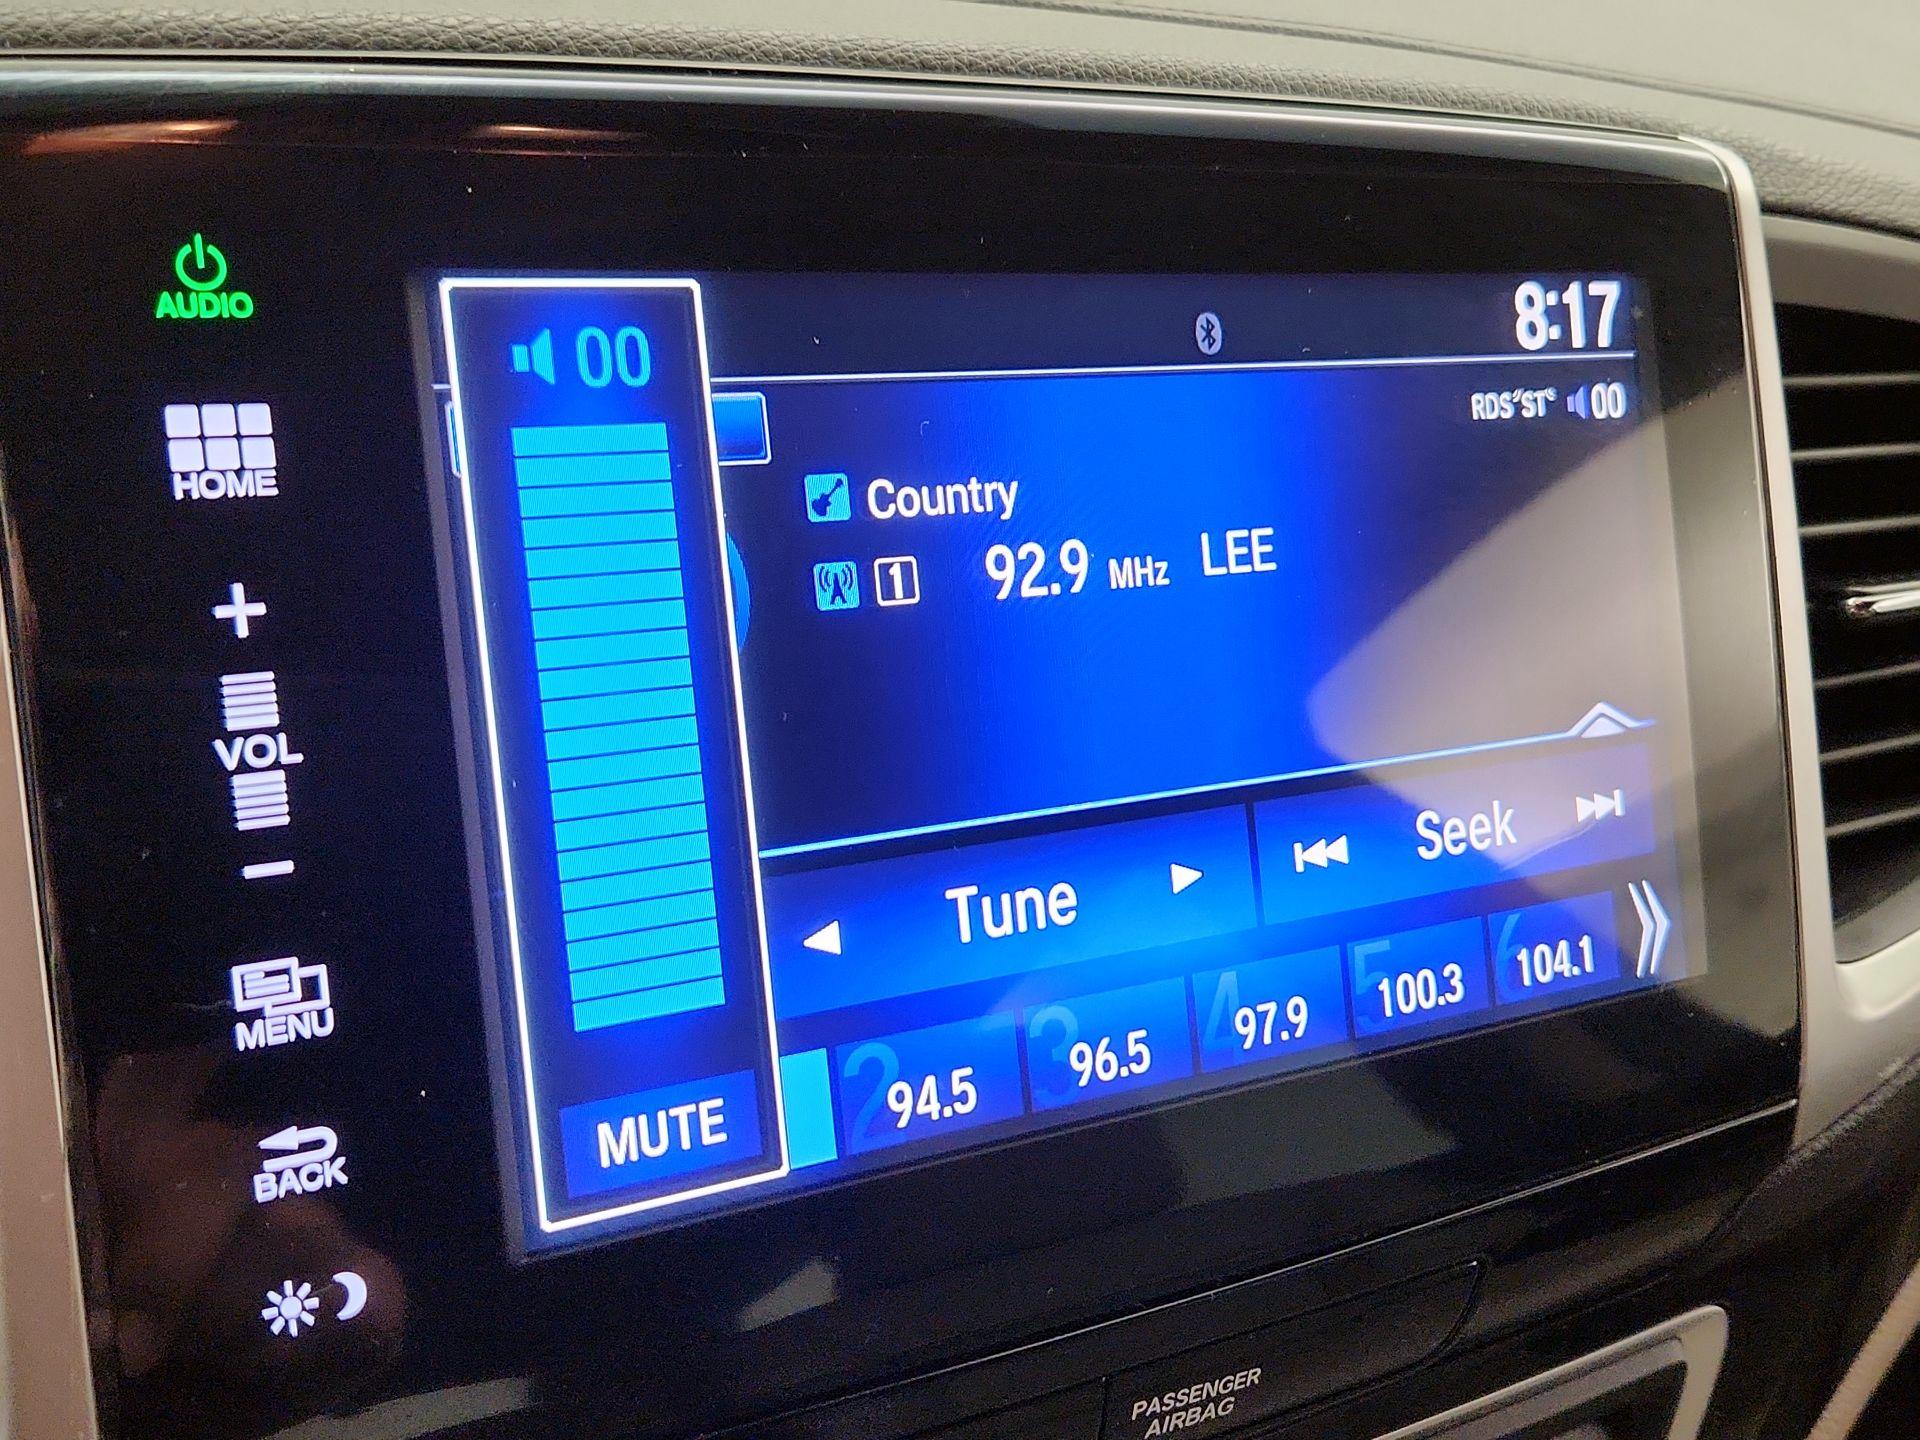 AUDIO
HOME
+
VOL
−
MENU
BACK
00
MUTE
8:17
RDS ST 00
Country
1 92.9 MHz LEE
Tune
Seek
2 94.5
3 96.5
4 97.9
5 100.3
6 104.1
PASSENGER
AIRBAG